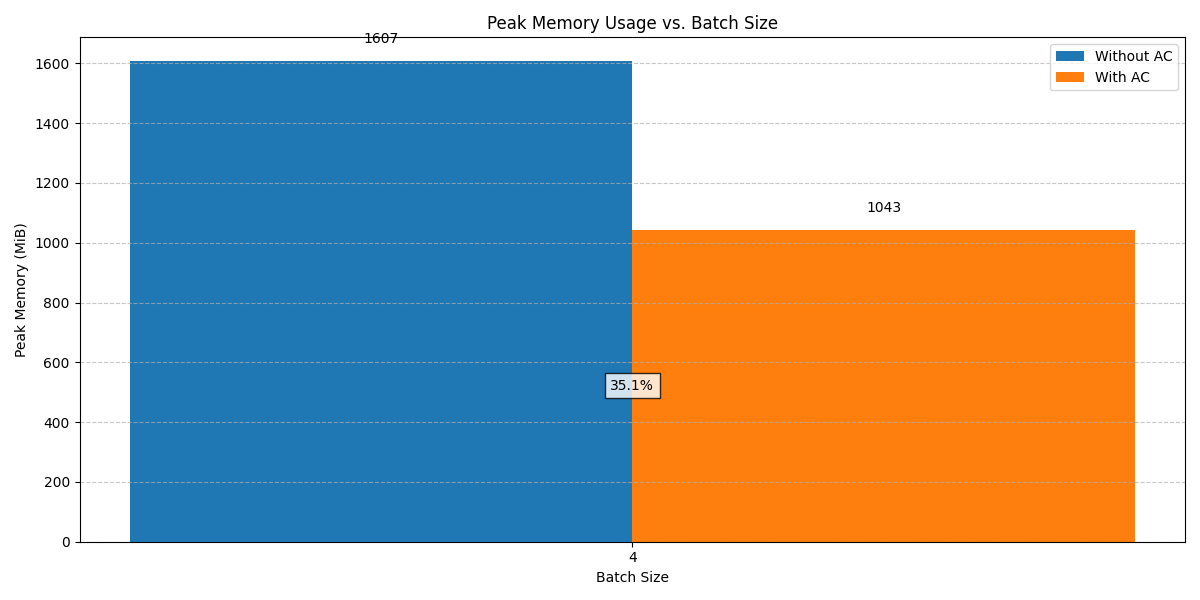 Peak Memory Usage vs. Batch Size
1607
Without AC
With AC
1600
1400
1200
1043
1000
800
600
35.1%
400
200
0
4
Peak Memory (MiB)
Batch Size